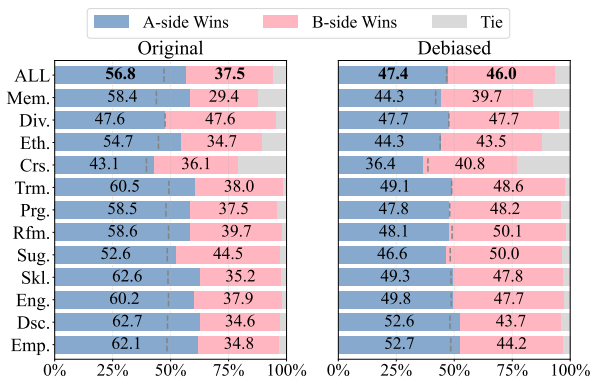 A-side Wins B-side Wins Tie
Original Debiased
ALL 56.8 37.5 47.4 46.0
Mem. 58.4 29.4 44.3 39.7
Div. 47.6 47.6 47.7 47.7
Eth. 54.7 34.7 44.3 43.5
Crs. 43.1 36.1 36.4 40.8
Trm. 60.5 38.0 49.1 48.6
Prg. 58.5 37.5 47.8 48.2
Rfm. 58.6 39.7 48.1 50.1
Sug. 52.6 44.5 46.6 50.0
Skl. 62.6 35.2 49.3 47.8
Eng. 60.2 37.9 49.8 47.7
Dsc. 62.7 34.6 52.6 43.7
Emp. 62.1 34.8 52.7 44.2
0% 25% 50% 75% 100% 0% 25% 50% 75% 100%